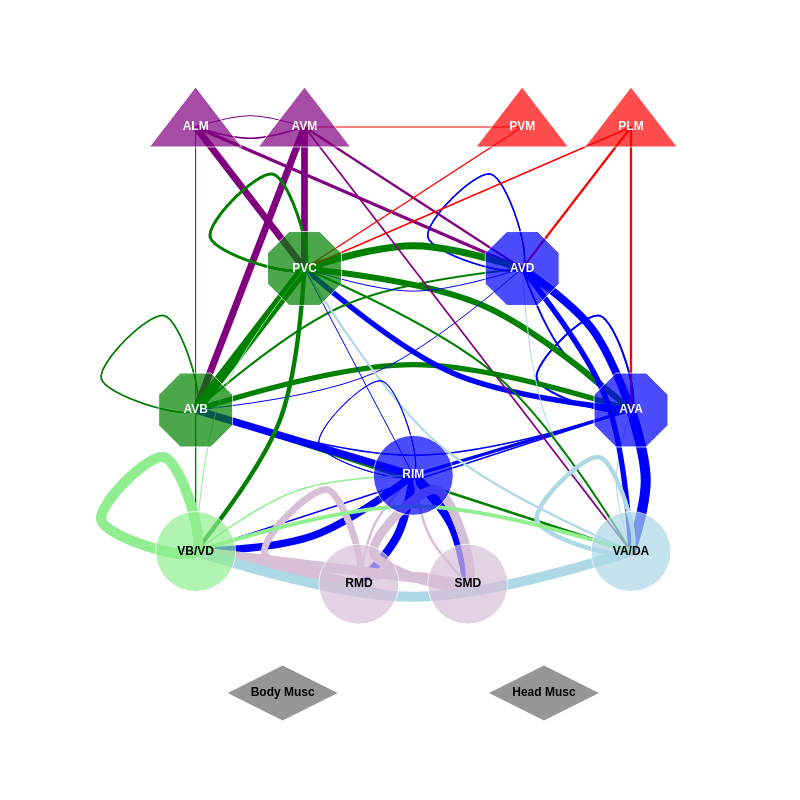 ALM
AVM
PVM
PLM
PVC
AVD
AVB
AVA
RIM
VB/VD
VA/DA
RMD
SMD
Body Musc
Head Musc